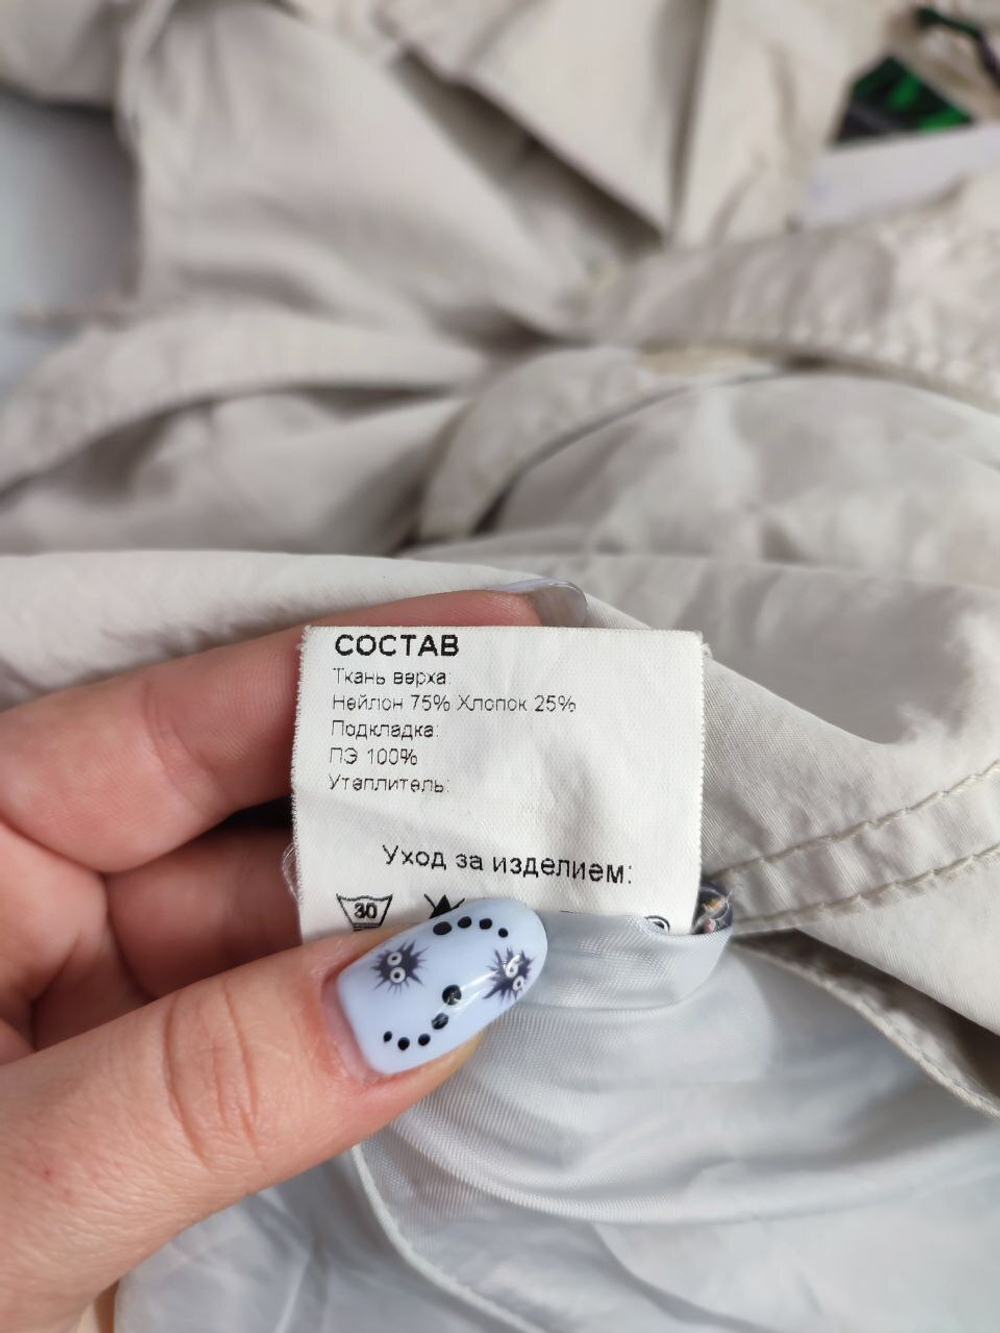 СОСТАВ
Ткань верха:
Нейлон 75% Хлопок 25%
Подкладка:
ПЭ 100%
Утеплитель:
Уход за изделием:
30